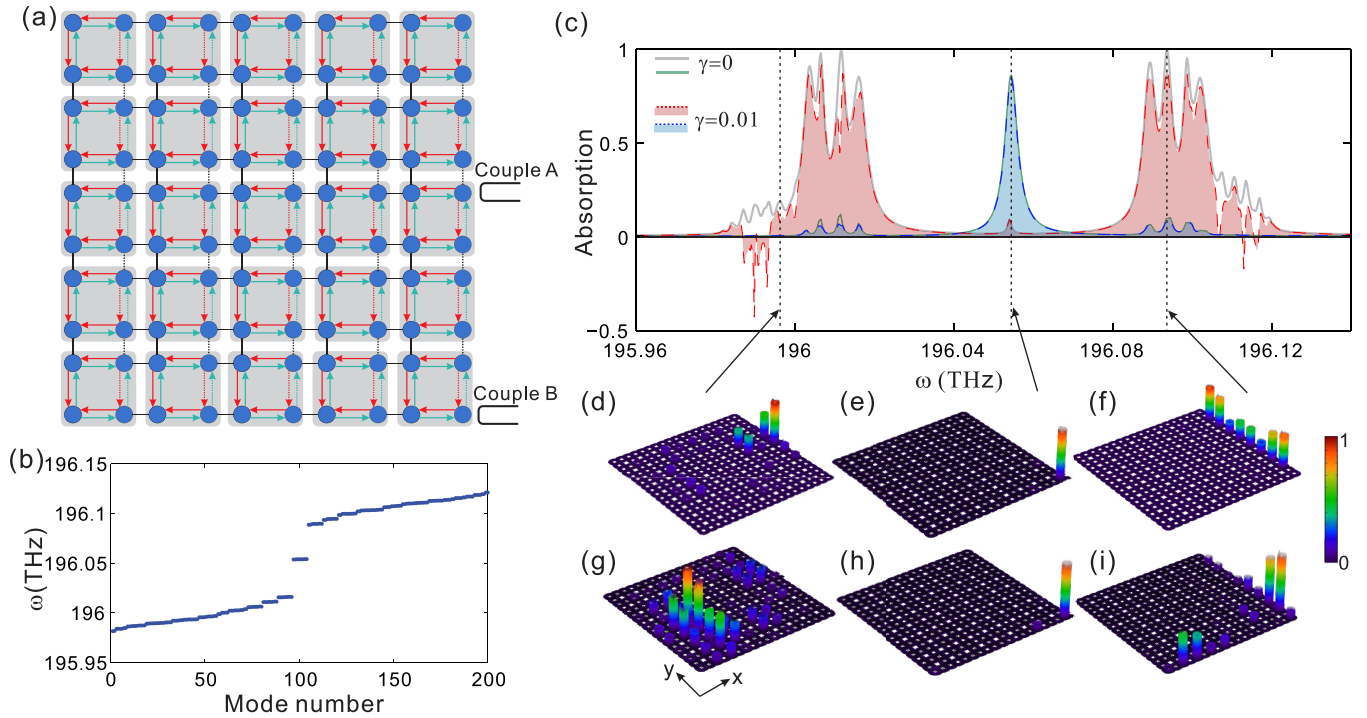 (a)
Couple A
Couple B
(b)
196.15
196.1
196.05
196
195.95
ω(THz)
0
50
100
150
200
Mode number
(c)
1
0.5
0
−0.5
Absorption
γ=0
γ=0.01
195.96
196
196.04
196.08
196.12
ω (THz)
(d)
(e)
(f)
1
0
(g)
(h)
(i)
y
x